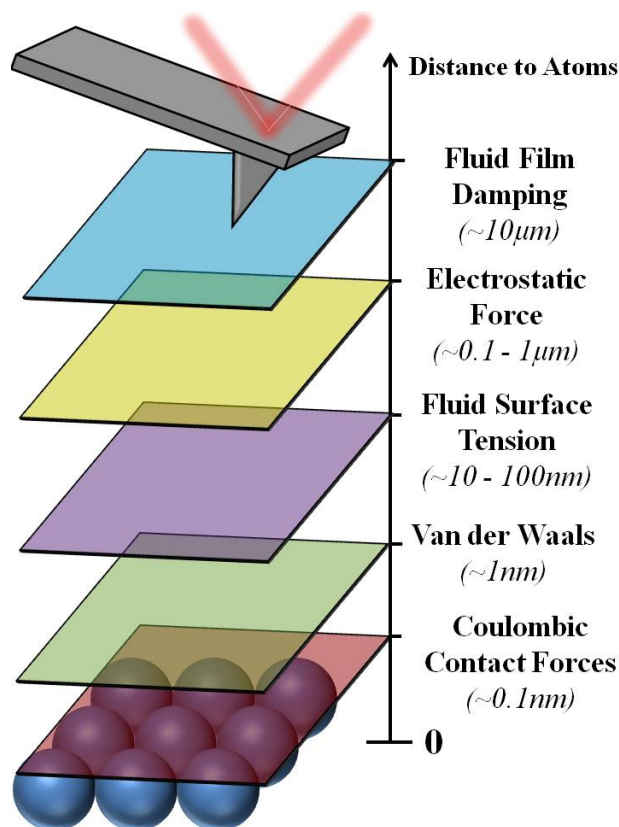 Distance to Atoms
Fluid Film
Damping
(~10μm)
Electrostatic
Force
(~0.1 - 1μm)
Fluid Surface
Tension
(~10 - 100nm)
Van der Waals
(~1nm)
Coulombic
Contact Forces
(~0.1nm)
0